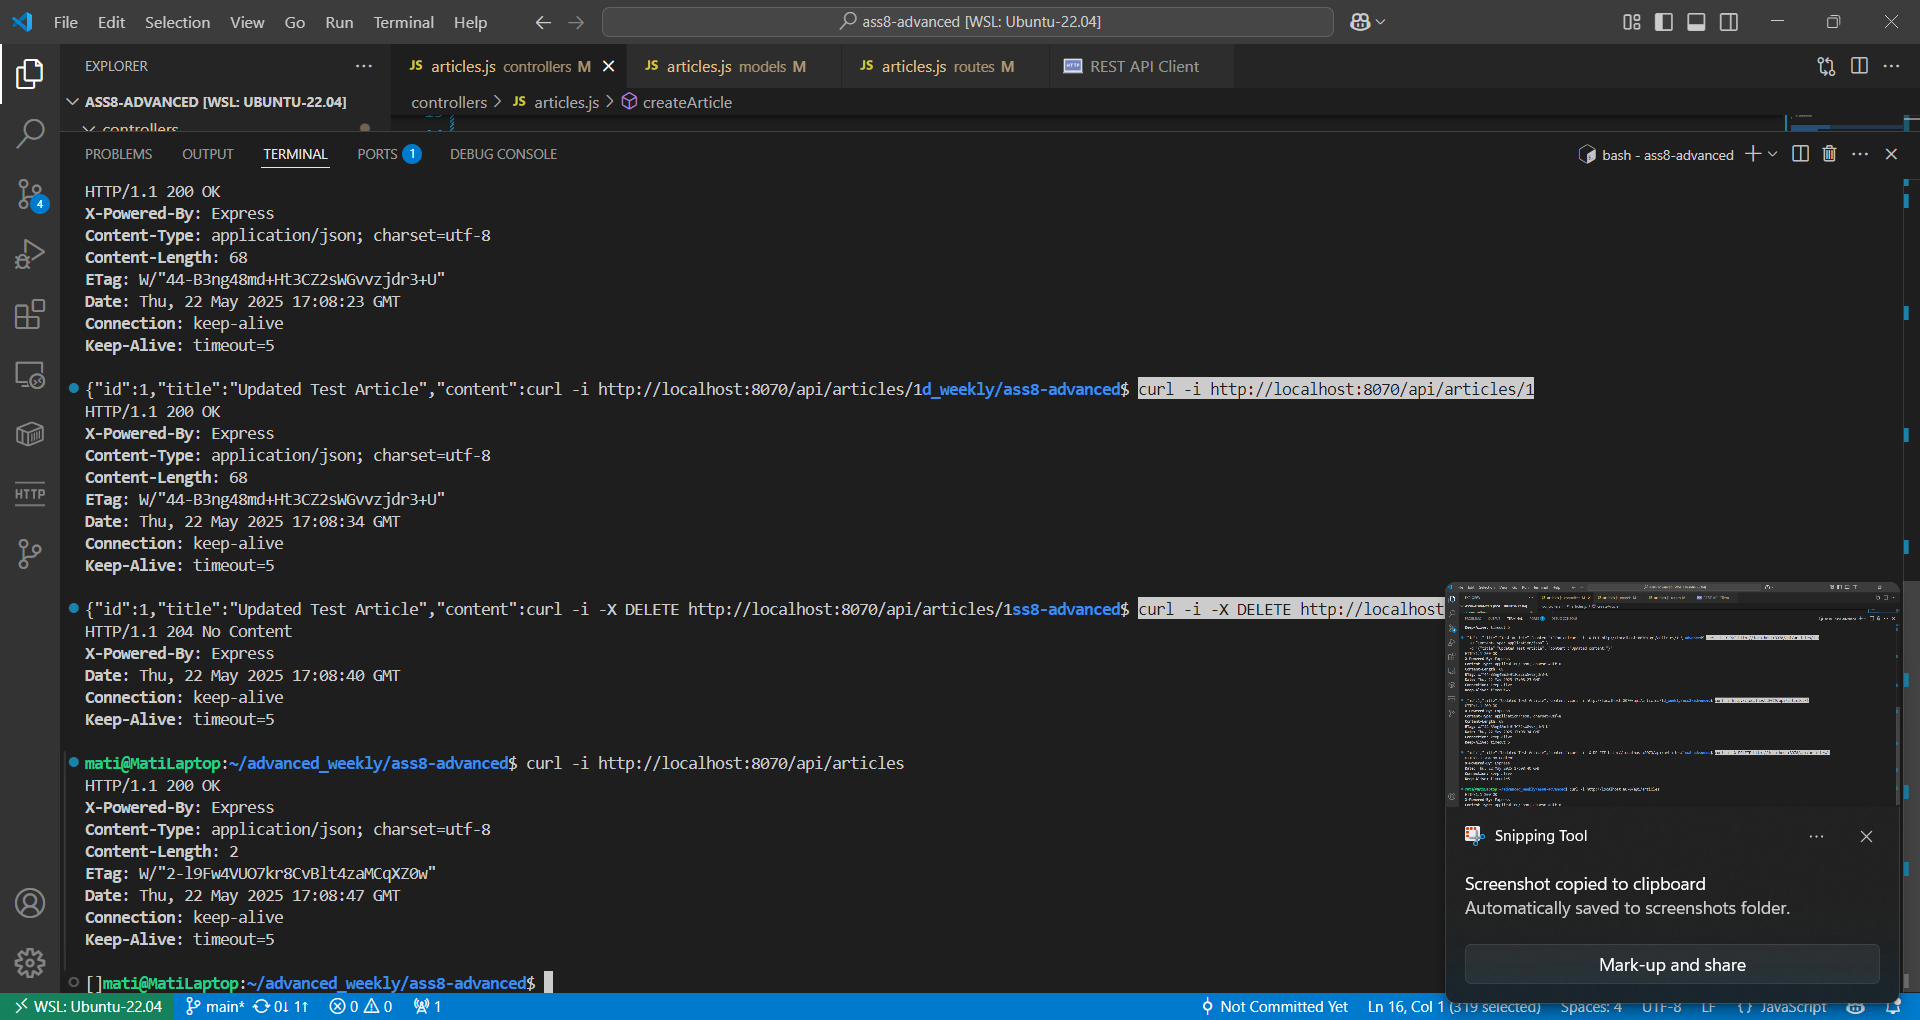 File Edit Selection View Go Run Terminal Help
ass8-advanced [WSL: Ubuntu-22.04]
EXPLORER
JS articles.js controllers M
JS articles.js models M
JS articles.js routes M
HTTP REST API Client
ASS8-ADVANCED [WSL: UBUNTU-22.04]
controllers > JS articles.js > createArticle
controllers
PROBLEMS OUTPUT TERMINAL PORTS 1 DEBUG CONSOLE
bash - ass8-advanced
HTTP/1.1 200 OK
X-Powered-By: Express
Content-Type: application/json; charset=utf-8
Content-Length: 68
ETag: W/"44-B3ng48md+Ht3CZ2sWGvvzjdr3+U"
Date: Thu, 22 May 2025 17:08:23 GMT
Connection: keep-alive
Keep-Alive: timeout=5
{"id":1,"title":"Updated Test Article","content":curl -i http://localhost:8070/api/articles/1d_weekly/ass8-advanced$ curl -i http://localhost:8070/api/articles/1
HTTP/1.1 200 OK
X-Powered-By: Express
Content-Type: application/json; charset=utf-8
Content-Length: 68
ETag: W/"44-B3ng48md+Ht3CZ2sWGvvzjdr3+U"
Date: Thu, 22 May 2025 17:08:34 GMT
Connection: keep-alive
Keep-Alive: timeout=5
{"id":1,"title":"Updated Test Article","content":curl -i -X DELETE http://localhost:8070/api/articles/1ss8-advanced$ curl -i -X DELETE http://localhost
HTTP/1.1 204 No Content
X-Powered-By: Express
Date: Thu, 22 May 2025 17:08:40 GMT
Connection: keep-alive
Keep-Alive: timeout=5
mati@MatiLaptop:~/advanced_weekly/ass8-advanced$ curl -i http://localhost:8070/api/articles
HTTP/1.1 200 OK
X-Powered-By: Express
Content-Type: application/json; charset=utf-8
Content-Length: 2
ETag: W/"2-l9Fw4VUO7kr8CvBlt4zaMCqXZ0w"
Date: Thu, 22 May 2025 17:08:47 GMT
Connection: keep-alive
Keep-Alive: timeout=5
[]mati@MatiLaptop:~/advanced_weekly/ass8-advanced$
4
HTTP
Snipping Tool
Screenshot copied to clipboard
Automatically saved to screenshots folder.
Mark-up and share
WSL: Ubuntu-22.04 main* 0↓ 1↑ 0 0 1
Not Committed Yet Ln 16, Col 1 (319 selected) Spaces: 4 UTF-8 LF {} JavaScript